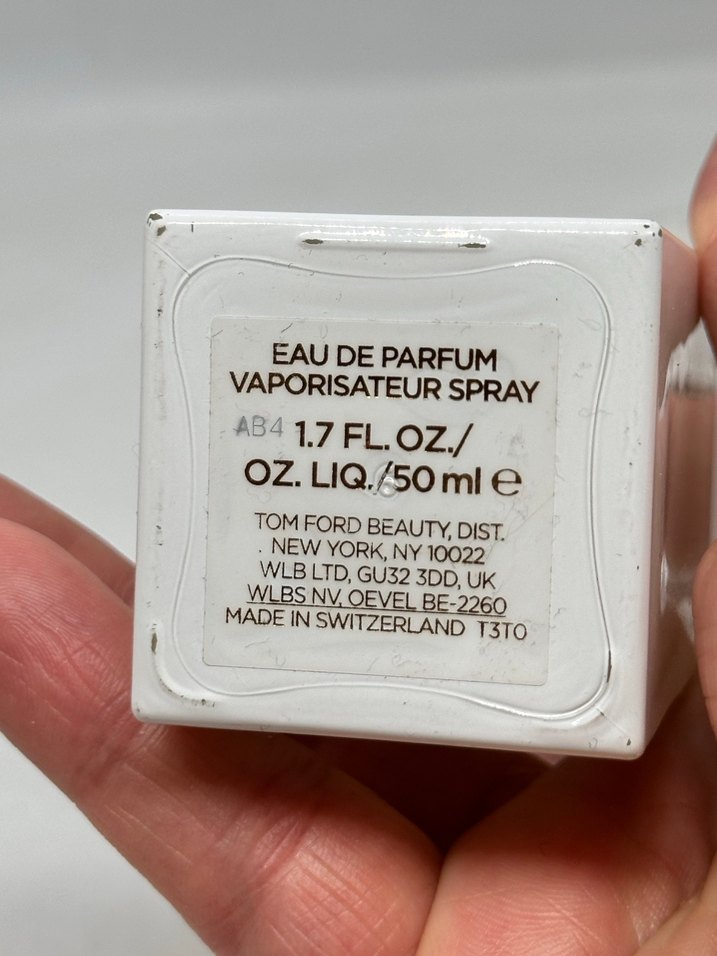 EAU DE PARFUM
VAPORISATEUR SPRAY
AB4 1.7 FL. OZ./
OZ. LIQ./50 ml ℮
TOM FORD BEAUTY, DIST.
. NEW YORK, NY 10022
WLB LTD, GU32 3DD, UK
WLBS NV, OEVEL BE-2260
MADE IN SWITZERLAND T3T0